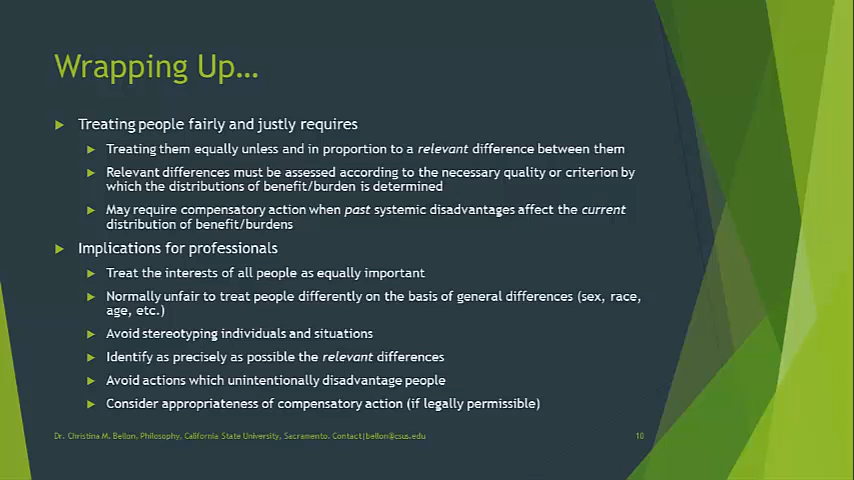 Wrapping Up…
Treating people fairly and justly requires
Treating them equally unless and in proportion to a relevant difference between them
Relevant differences must be assessed according to the necessary quality or criterion by
which the distributions of benefit/burden is determined
May require compensatory action when past systemic disadvantages affect the current
distribution of benefit/burdens
Implications for professionals
Treat the interests of all people as equally important
Normally unfair to treat people differently on the basis of general differences (sex, race,
age, etc.)
Avoid stereotyping individuals and situations
Identify as precisely as possible the relevant differences
Avoid actions which unintentionally disadvantage people
Consider appropriateness of compensatory action (if legally permissible)
Dr. Christina M. Bellon, Philosophy, California State University, Sacramento. Contact|bellon@csus.edu 10